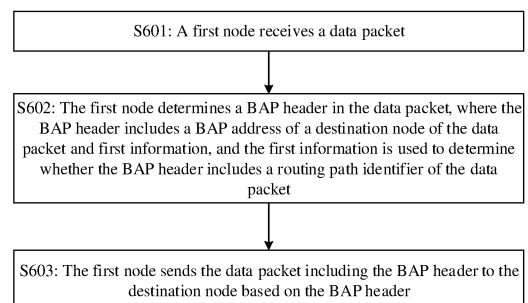 S601: A first node receives a data packet
S602: The first node determines a BAP header in the data packet, where the
BAP header includes a BAP address of a destination node of the data
packet and first information, and the first information is used to determine
whether the BAP header includes a routing path identifier of the data
packet
S603: The first node sends the data packet including the BAP header to the
destination node based on the BAP header